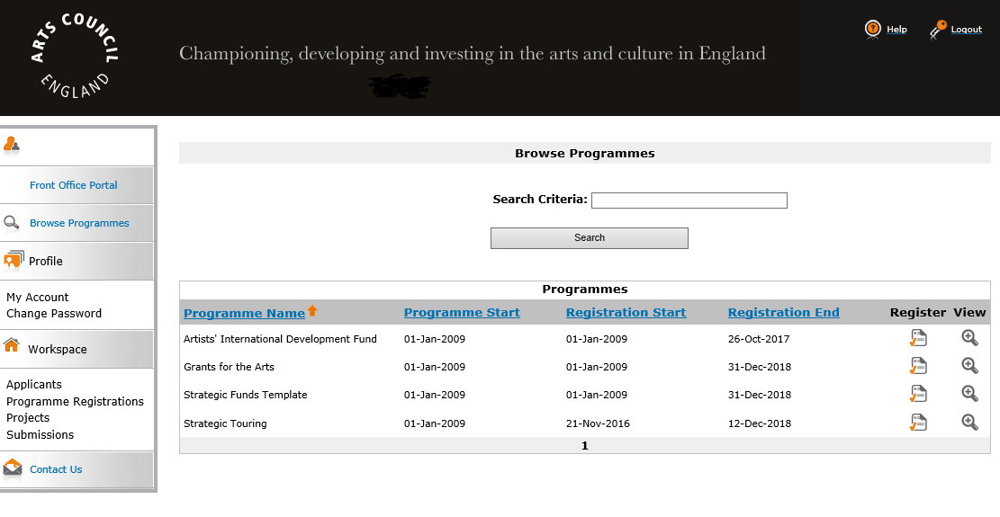 ARTS COUNCIL
ENGLAND
Championing, developing and investing in the arts and culture in England
Help
Logout
Front Office Portal
Browse Programmes
Profile
My Account
Change Password
Workspace
Applicants
Programme Registrations
Projects
Submissions
Contact Us
Browse Programmes
Search Criteria:
Search
Programmes
Programme Name Programme Start Registration Start Registration End Register View
Artists' International Development Fund 01-Jan-2009 01-Jan-2009 26-Oct-2017
Grants for the Arts 01-Jan-2009 01-Jan-2009 31-Dec-2018
Strategic Funds Template 01-Jan-2009 01-Jan-2009 31-Dec-2018
Strategic Touring 01-Jan-2009 21-Nov-2016 12-Dec-2018
1